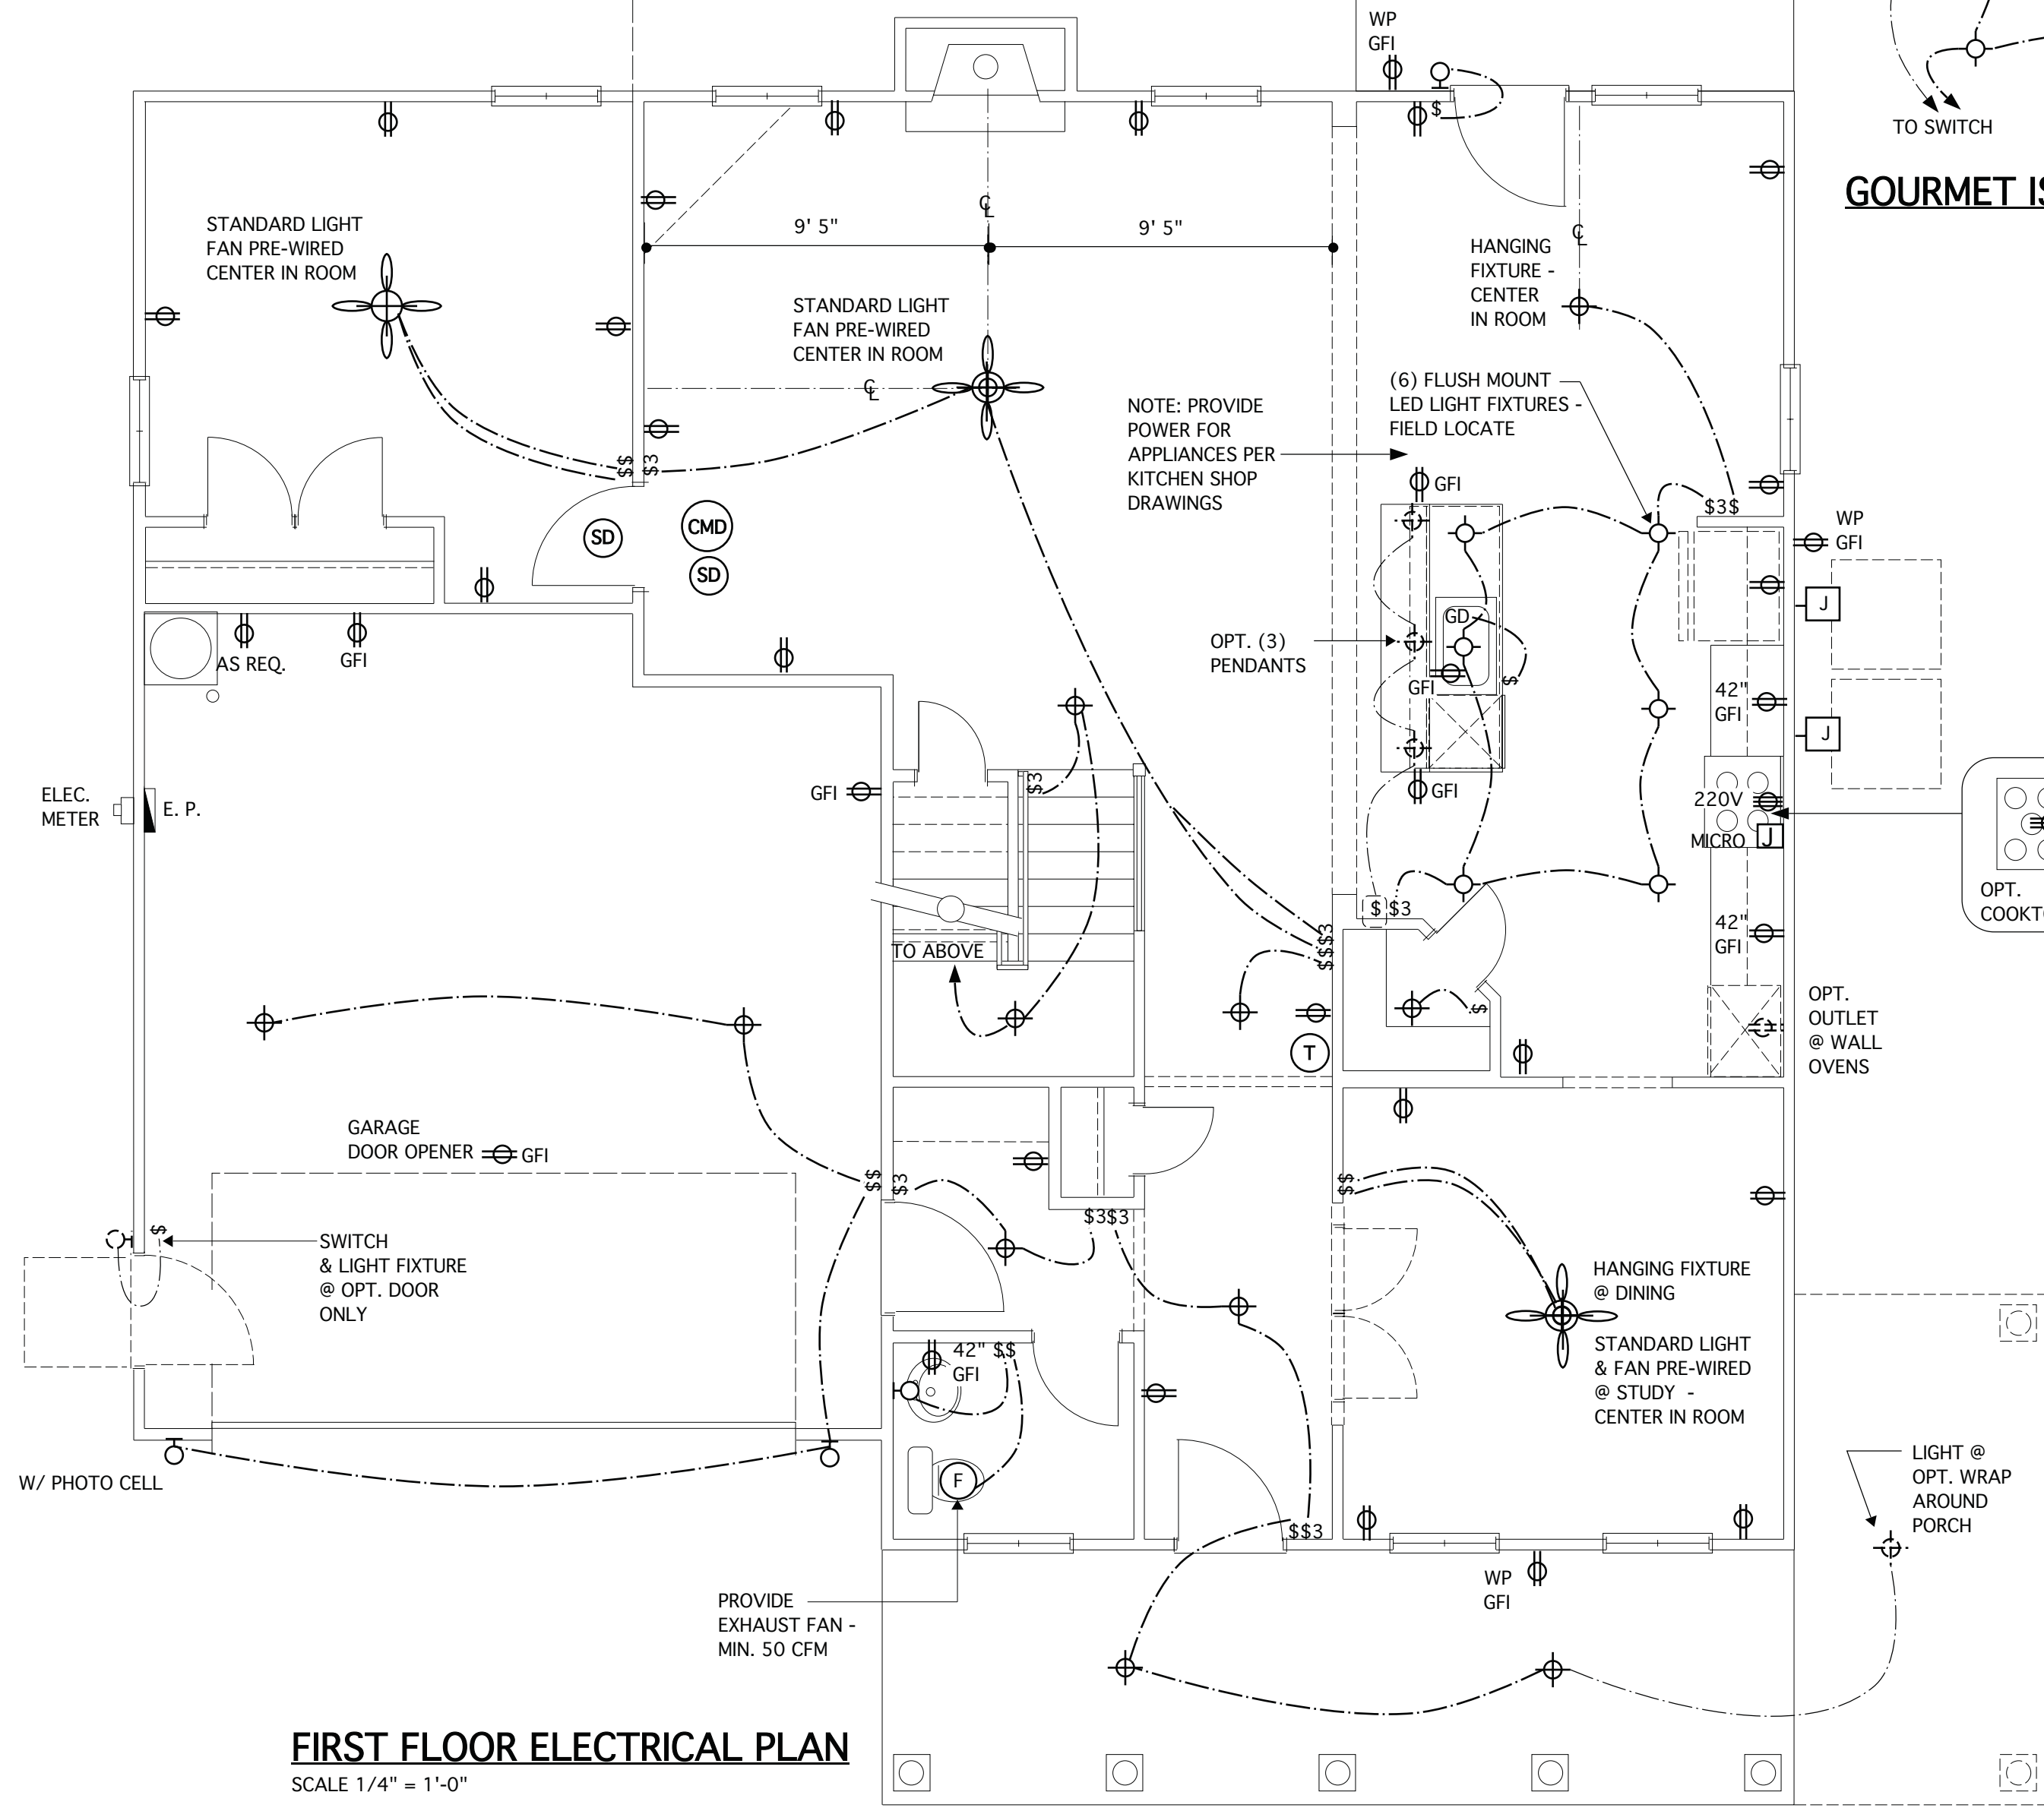 WP
GFI
$
TO SWITCH
GOURMET IS
STANDARD LIGHT
FAN PRE-WIRED
CENTER IN ROOM
9' 5"
CL
9' 5"
CL
HANGING
FIXTURE -
CENTER
IN ROOM
STANDARD LIGHT
FAN PRE-WIRED
CENTER IN ROOM
CL
(6) FLUSH MOUNT
LED LIGHT FIXTURES -
FIELD LOCATE
NOTE: PROVIDE
POWER FOR
APPLIANCES PER
KITCHEN SHOP
DRAWINGS
$$
$3
GFI
$3$
WP
GFI
SD
CMD
SD
J
GD
AS REQ.
GFI
OPT. (3)
PENDANTS
GFI
$
42"
GFI
J
$3
GFI
GFI
ELEC.
METER
E. P.
220V
MICRO
J
OPT.
COOKT
$
$3
42"
GFI
TO ABOVE
$$$3
$
T
OPT.
OUTLET
@ WALL
OVENS
GARAGE
DOOR OPENER
GFI
$$
$3
$$
$3$3
$
SWITCH
& LIGHT FIXTURE
@ OPT. DOOR
ONLY
HANGING FIXTURE
@ DINING
STANDARD LIGHT
& FAN PRE-WIRED
@ STUDY -
CENTER IN ROOM
42" $$
GFI
F
W/ PHOTO CELL
LIGHT @
OPT. WRAP
AROUND
PORCH
$$3
WP
GFI
PROVIDE
EXHAUST FAN -
MIN. 50 CFM
FIRST FLOOR ELECTRICAL PLAN
SCALE 1/4" = 1'-0"